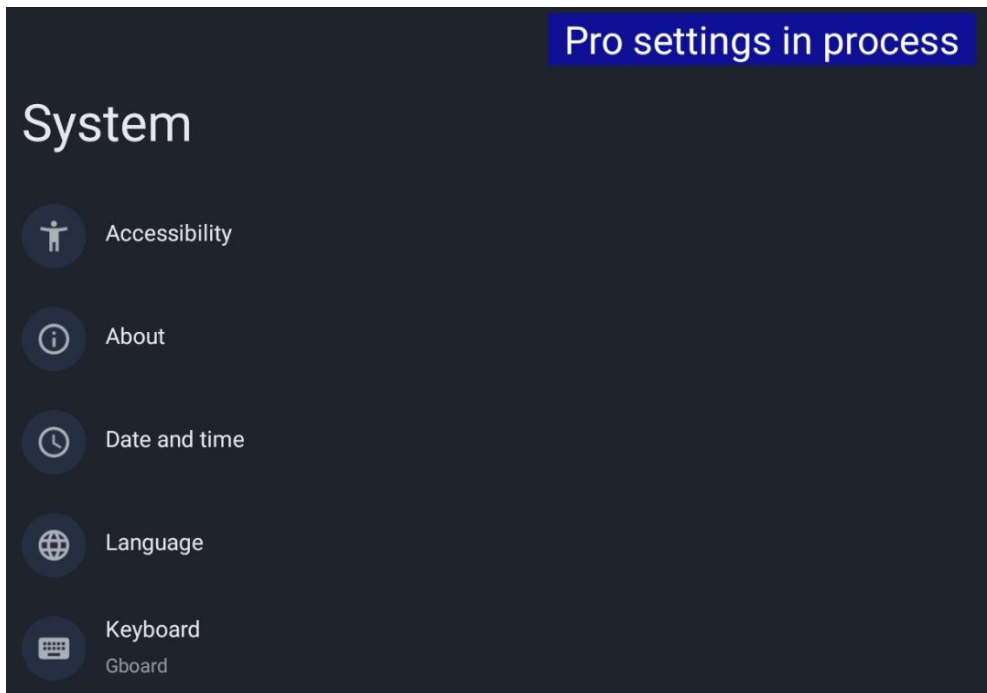 Pro settings in process
System
Accessibility
About
Date and time
Language
Keyboard
Gboard